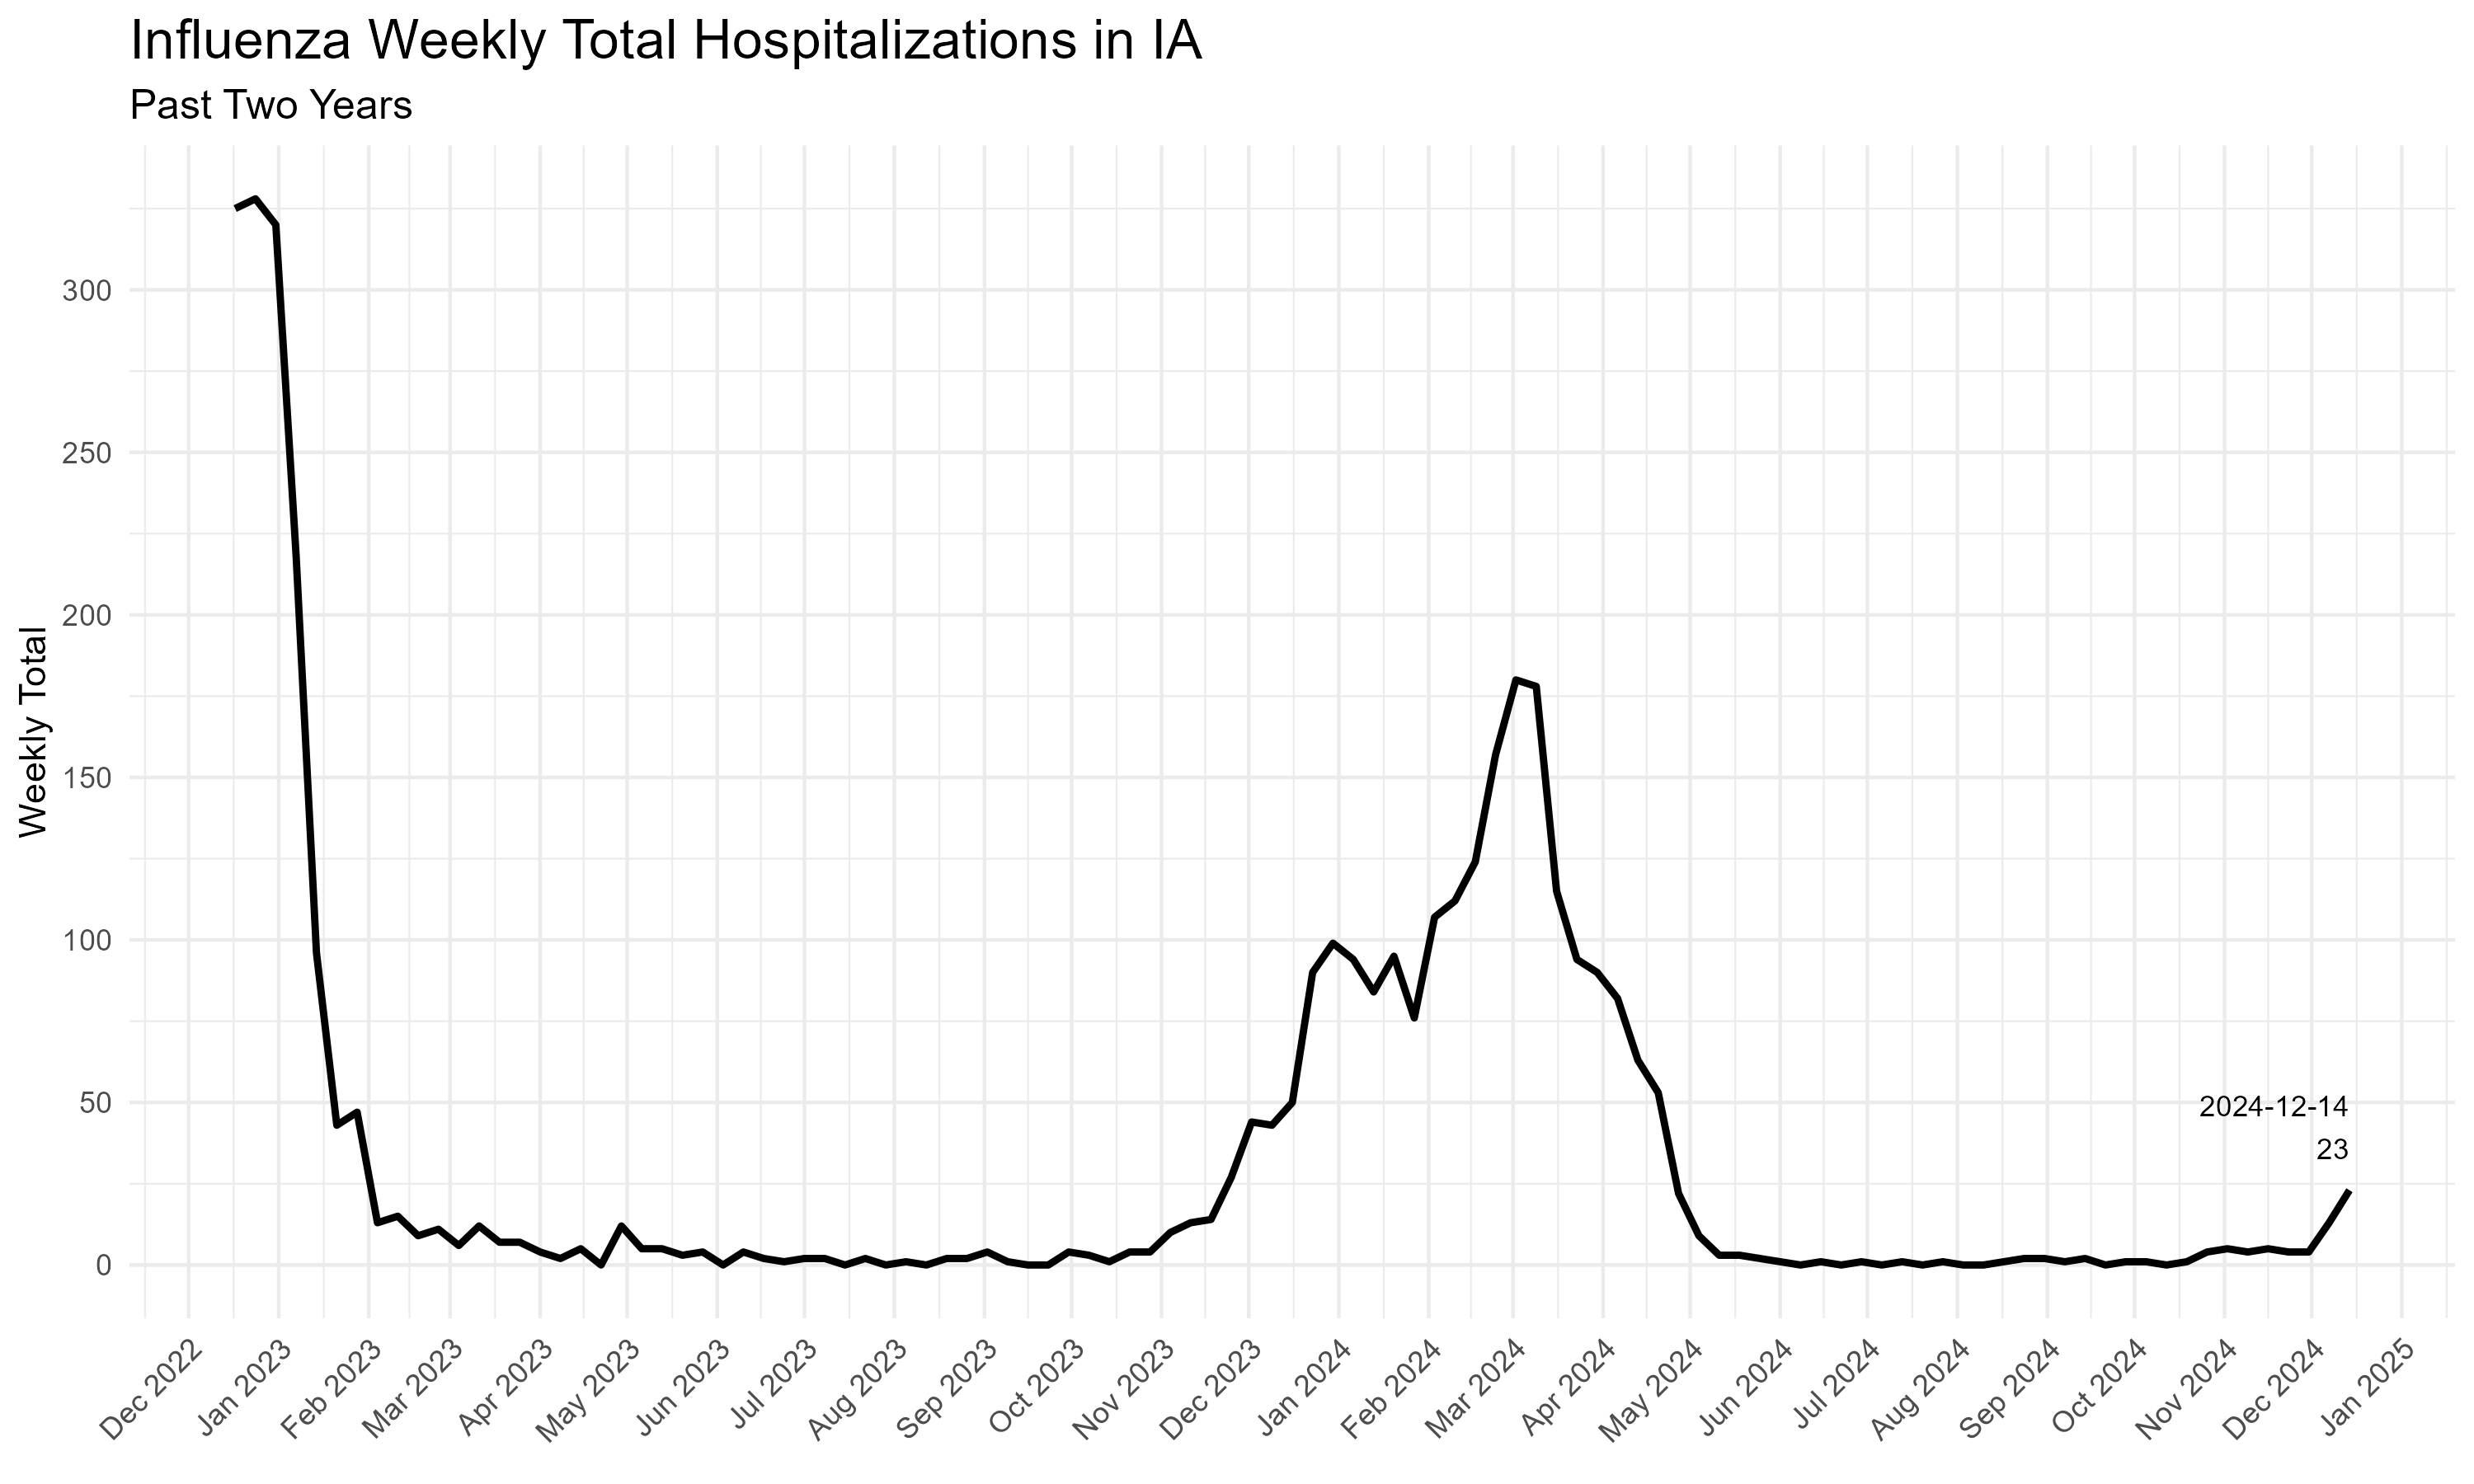 Influenza Weekly Total Hospitalizations in IA
Past Two Years
Weekly Total
300
250
200
150
100
50
0
2024-12-14
23
Dec 2022
Jan 2023
Feb 2023
Mar 2023
Apr 2023
May 2023
Jun 2023
Jul 2023
Aug 2023
Sep 2023
Oct 2023
Nov 2023
Dec 2023
Jan 2024
Feb 2024
Mar 2024
Apr 2024
May 2024
Jun 2024
Jul 2024
Aug 2024
Sep 2024
Oct 2024
Nov 2024
Dec 2024
Jan 2025